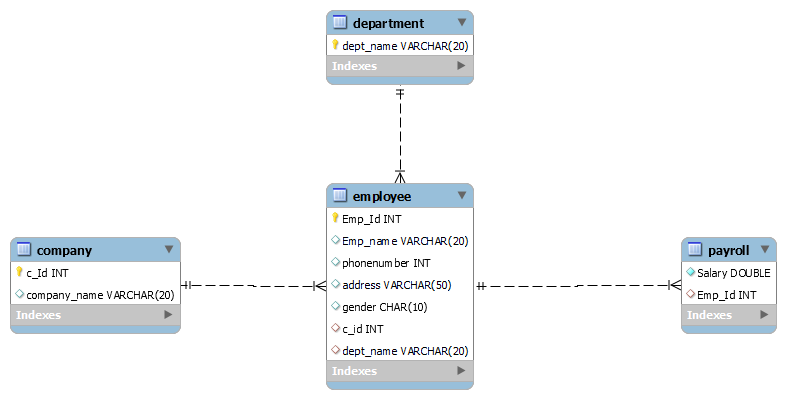 department
dept_name VARCHAR(20)
Indexes
employee
Emp_Id INT
Emp_name VARCHAR(20)
phonenumber INT
address VARCHAR(50)
gender CHAR(10)
c_id INT
dept_name VARCHAR(20)
Indexes
company
c_Id INT
company_name VARCHAR(20)
Indexes
payroll
Salary DOUBLE
Emp_Id INT
Indexes